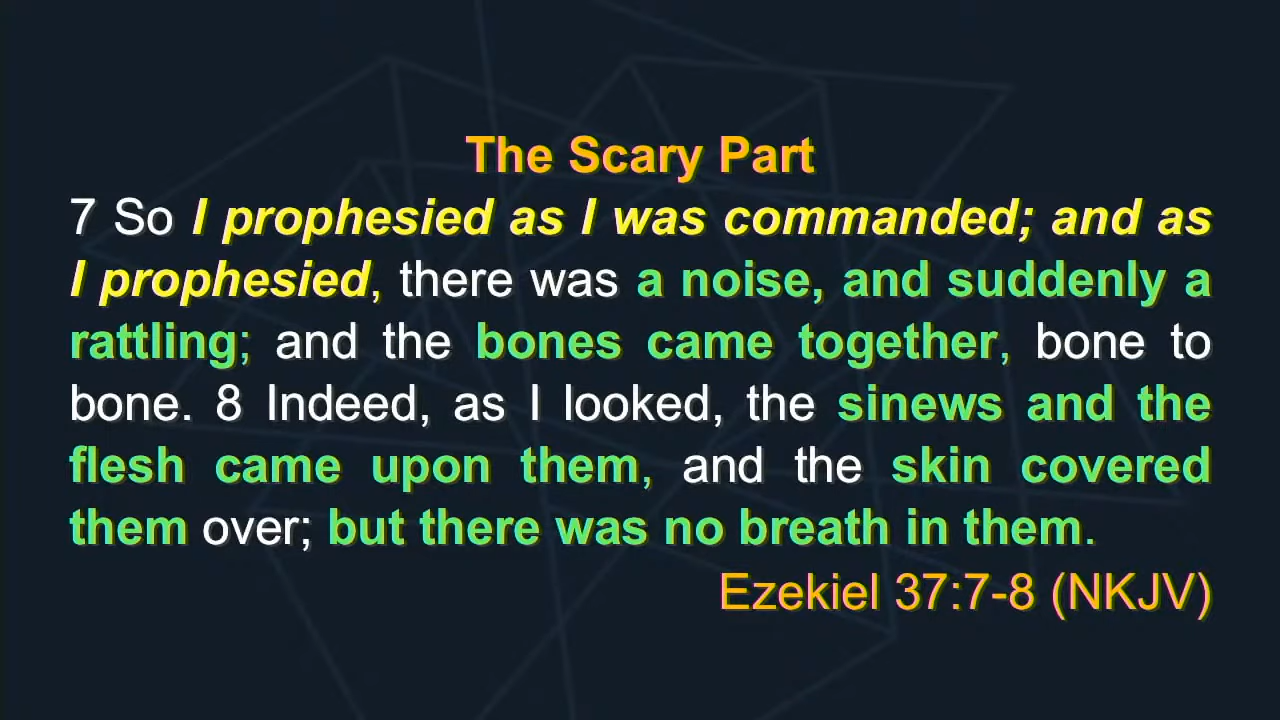 The Scary Part
7 So I prophesied as I was commanded; and as
I prophesied, there was a noise, and suddenly a
rattling; and the bones came together, bone to
bone. 8 Indeed, as I looked, the sinews and the
flesh came upon them, and the skin covered
them over; but there was no breath in them.
Ezekiel 37:7-8 (NKJV)